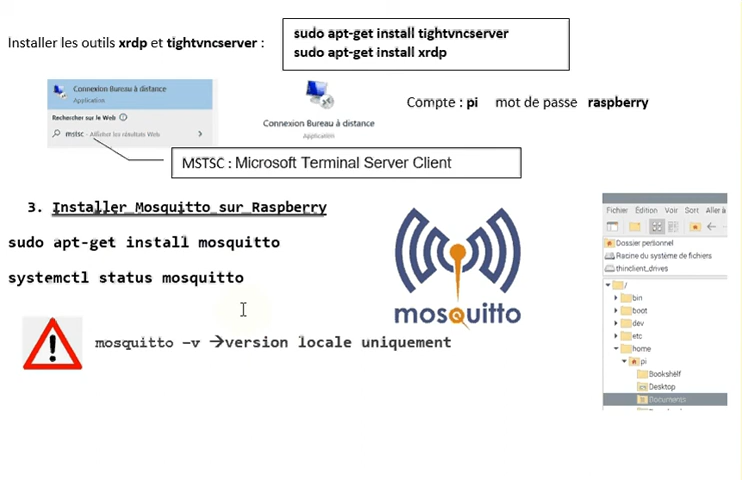 Installer les outils xrdp et tightvncserver :
sudo apt-get install tightvncserver
sudo apt-get install xrdp
Connexion Bureau à distance
Application
Rechercher sur le Web
mstsc - Afficher les résultats Web
Connexion Bureau à distance
Application
Compte : pi mot de passe raspberry
MSTSC : Microsoft Terminal Server Client
3. Installer Mosquitto sur Raspberry
sudo apt-get install mosquitto
systemctl status mosquitto
mosquitto
mosquitto –v →version locale uniquement
Fichier Édition Voir Sort Aller à
Dossier personnel
Racine du système de fichiers
thinclient_drives
/
bin
boot
dev
etc
home
pi
Bookshelf
Desktop
Documents